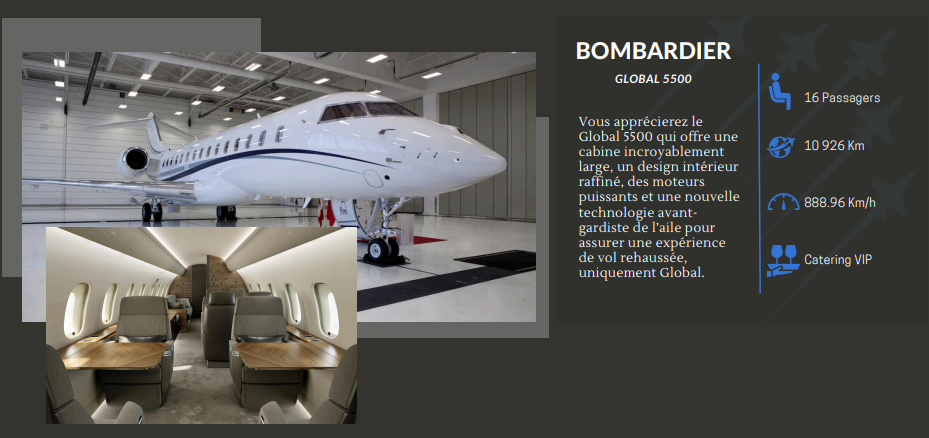 BOMBARDIER
GLOBAL 5500
Vous apprécierez le
Global 5500 qui offre une
cabine incroyablement
large, un design intérieur
raffiné, des moteurs
puissants et une nouvelle
technologie avant-
gardiste de l'aile pour
assurer une expérience
de vol rehaussée,
uniquement Global.
16 Passagers
10 926 Km
888.96 Km/h
Catering VIP